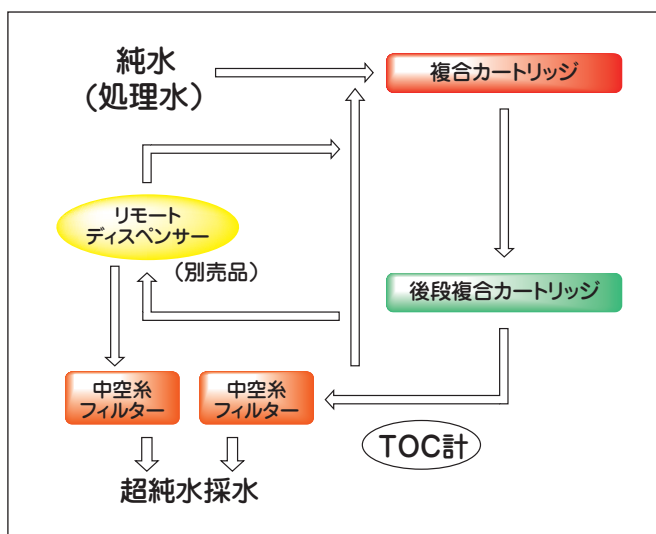 純水
(処理水)
複合カートリッジ
リモート
ディスペンサー
(別売品)
後段複合カートリッジ
中空糸
フィルター
中空糸
フィルター
TOC計
超純水採水